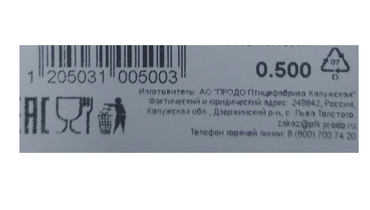 1 205031 005003
0.500
07
EAC
Изготовитель: АО "ПРОДО Птицефабрика Калужская"
Фактический и юридический адрес: 249842, Россия,
Калужская обл., Дзержинский р-н, с. Льва Толстого.
zakaz@pfk.prodo.ru
Телефон горячей линии: 8 (800) 700 74 20